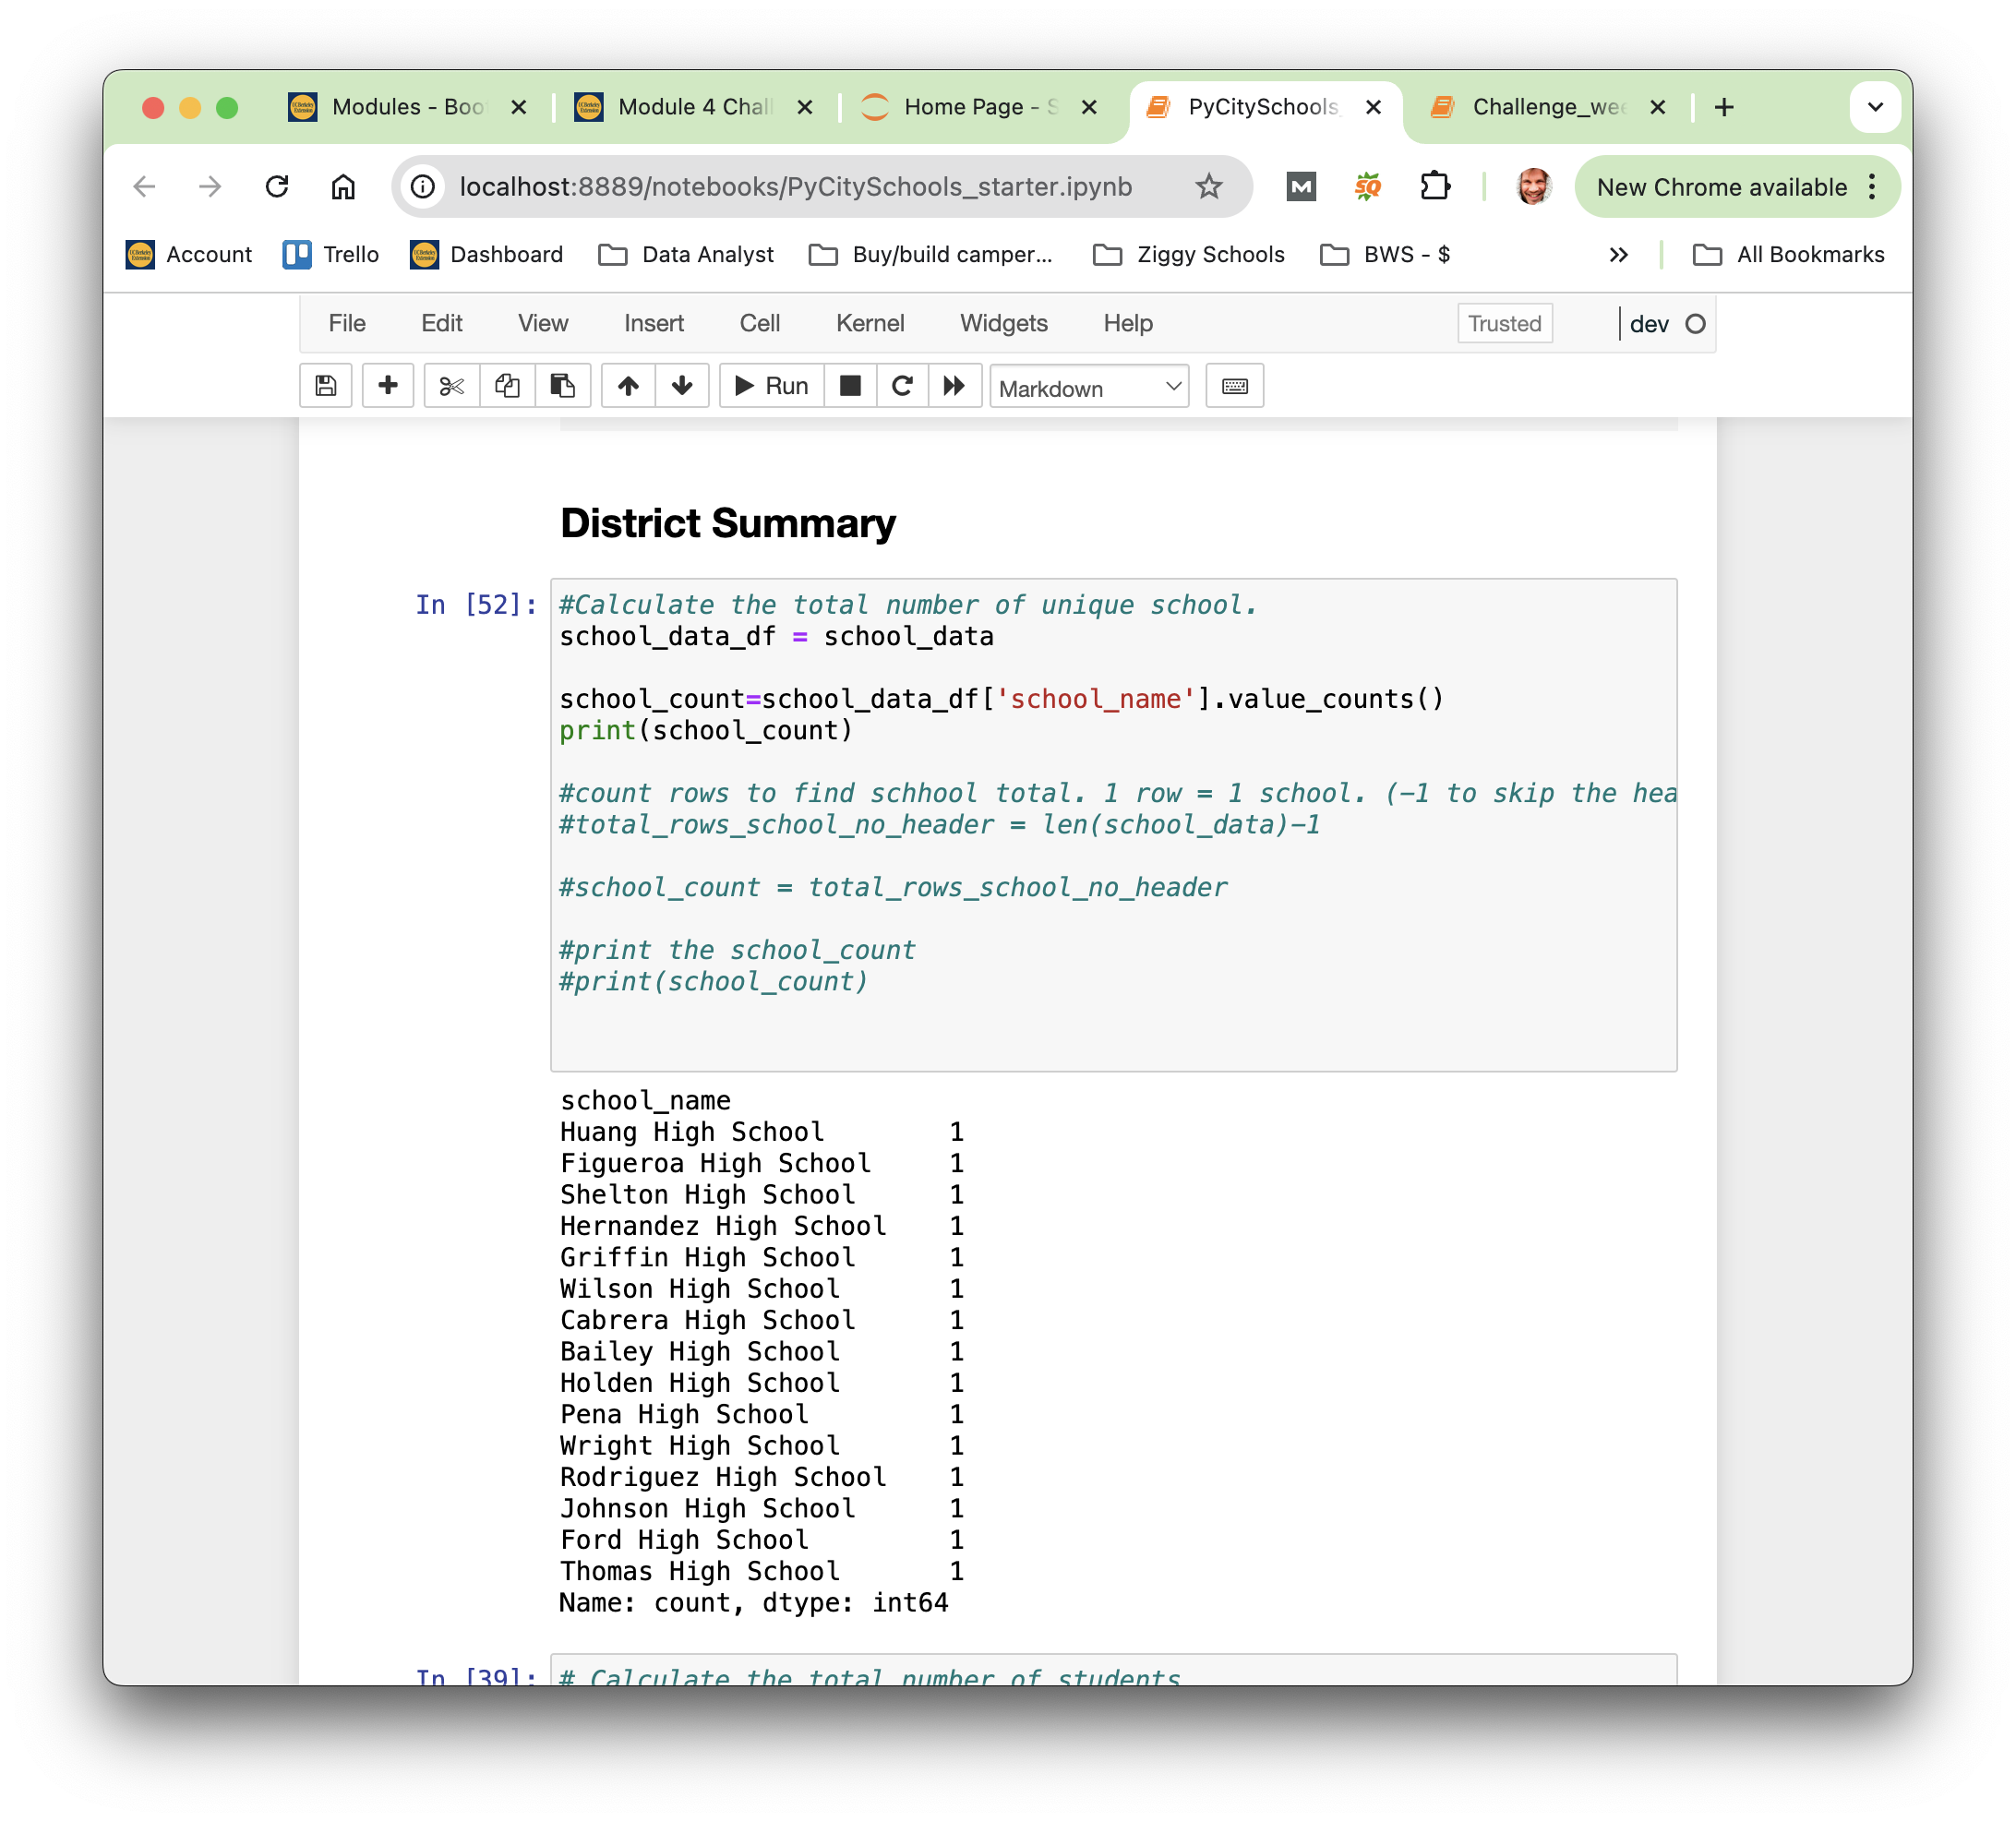 Modules - Boo
Module 4 Chall
Home Page - S
PyCitySchools_
Challenge_wee
localhost:8889/notebooks/PyCitySchools_starter.ipynb
New Chrome available
Account
Trello
Dashboard
Data Analyst
Buy/build camper...
Ziggy Schools
BWS - $
All Bookmarks
File Edit View Insert Cell Kernel Widgets Help
Trusted
dev
Run
Markdown
District Summary
In [52]:
#Calculate the total number of unique school.
school_data_df = school_data
school_count=school_data_df['school_name'].value_counts()
print(school_count)
#count rows to find schhool total. 1 row = 1 school. (-1 to skip the hea
#total_rows_school_no_header = len(school_data)-1
#school_count = total_rows_school_no_header
#print the school_count
#print(school_count)
school_name
Huang High School 1
Figueroa High School 1
Shelton High School 1
Hernandez High School 1
Griffin High School 1
Wilson High School 1
Cabrera High School 1
Bailey High School 1
Holden High School 1
Pena High School 1
Wright High School 1
Rodriguez High School 1
Johnson High School 1
Ford High School 1
Thomas High School 1
Name: count, dtype: int64
In [39]:
# Calculate the total number of students